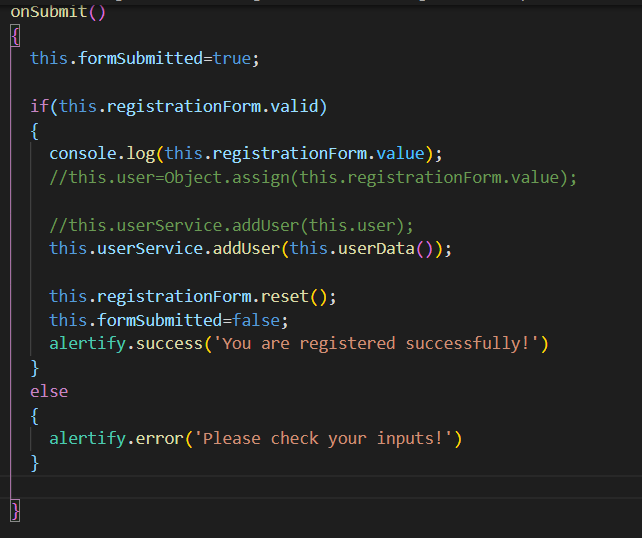 onSubmit()
{
this.formSubmitted=true;
if(this.registrationForm.valid)
{
console.log(this.registrationForm.value);
//this.user=Object.assign(this.registrationForm.value);
//this.userService.addUser(this.user);
this.userService.addUser(this.userData());
this.registrationForm.reset();
this.formSubmitted=false;
alertify.success('You are registered successfully!')
}
else
{
alertify.error('Please check your inputs!')
}
}